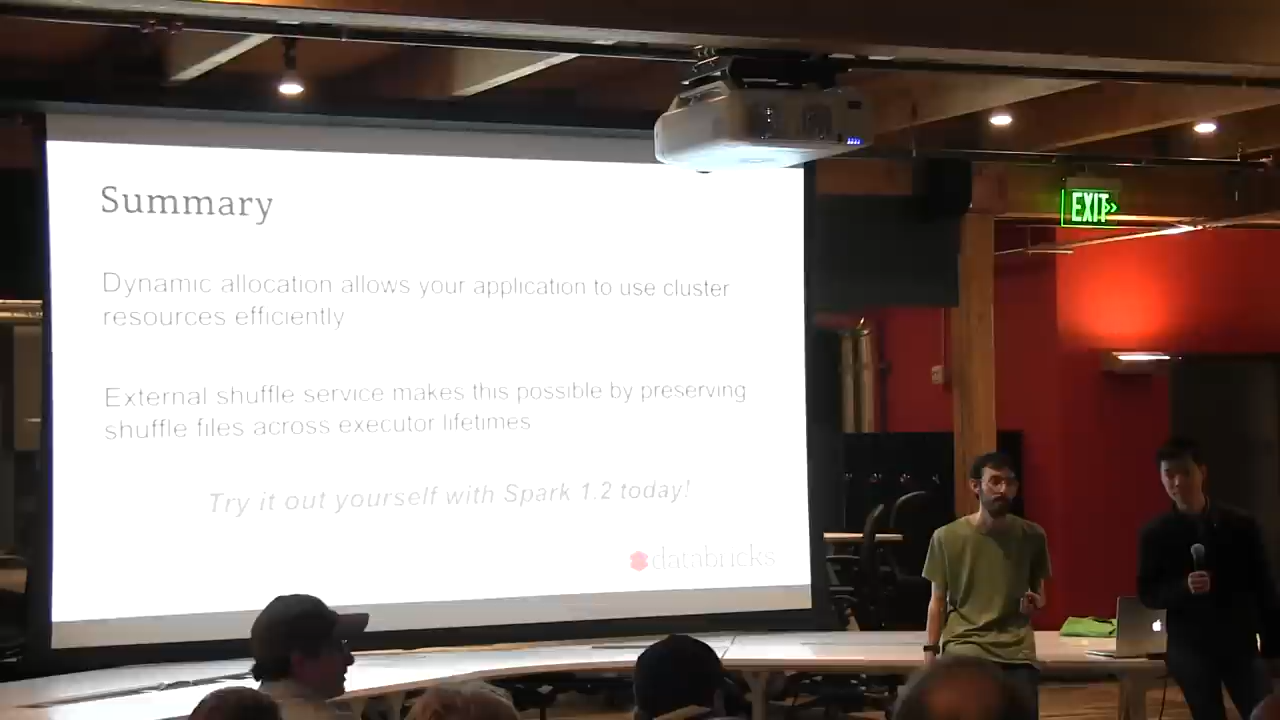 Summary
Dynamic allocation allows your application to use cluster
resources efficiently
External shuffle service makes this possible by preserving
shuffle files across executor lifetimes
Try it out yourself with Spark 1.2 today!
databricks
EXIT